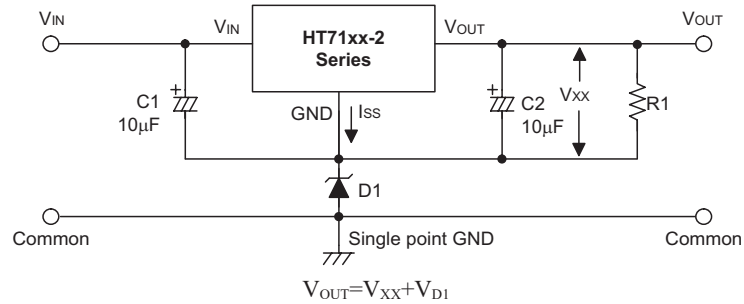 VIN
VIN
HT71xx-2
Series
VOUT
VOUT
C1
10μF
GND
ISS
C2
10μF
VXX
R1
D1
Common
Single point GND
Common
VOUT=VXX+VD1